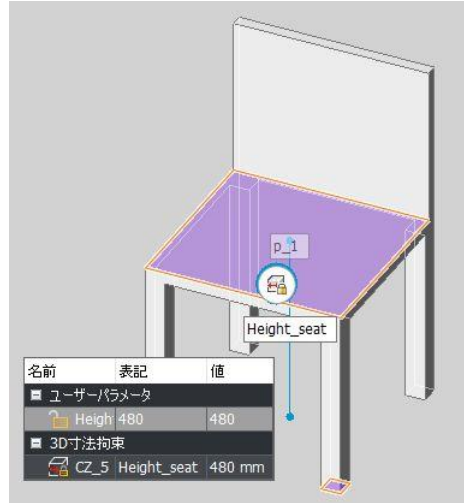 p_1
Height_seat
名前 表記 値
ユーザーパラメータ
Heigh 480 480
3D寸法拘束
CZ_5 Height_seat 480 mm